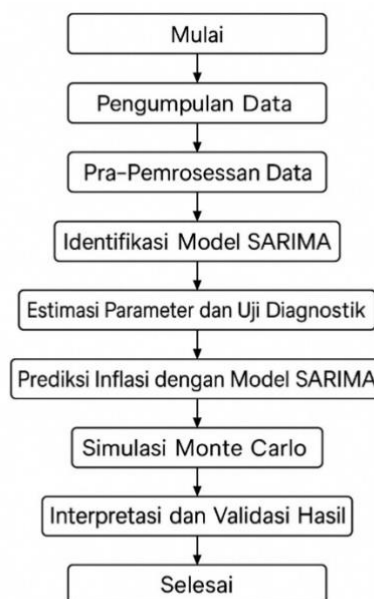 Mulai
Pengumpulan Data
Pra-Pemrosessan Data
Identifikasi Model SARIMA
Estimasi Parameter dan Uji Diagnostik
Prediksi Inflasi dengan Model SARIMA
Simulasi Monte Carlo
Interpretasi dan Validasi Hasil
Selesai